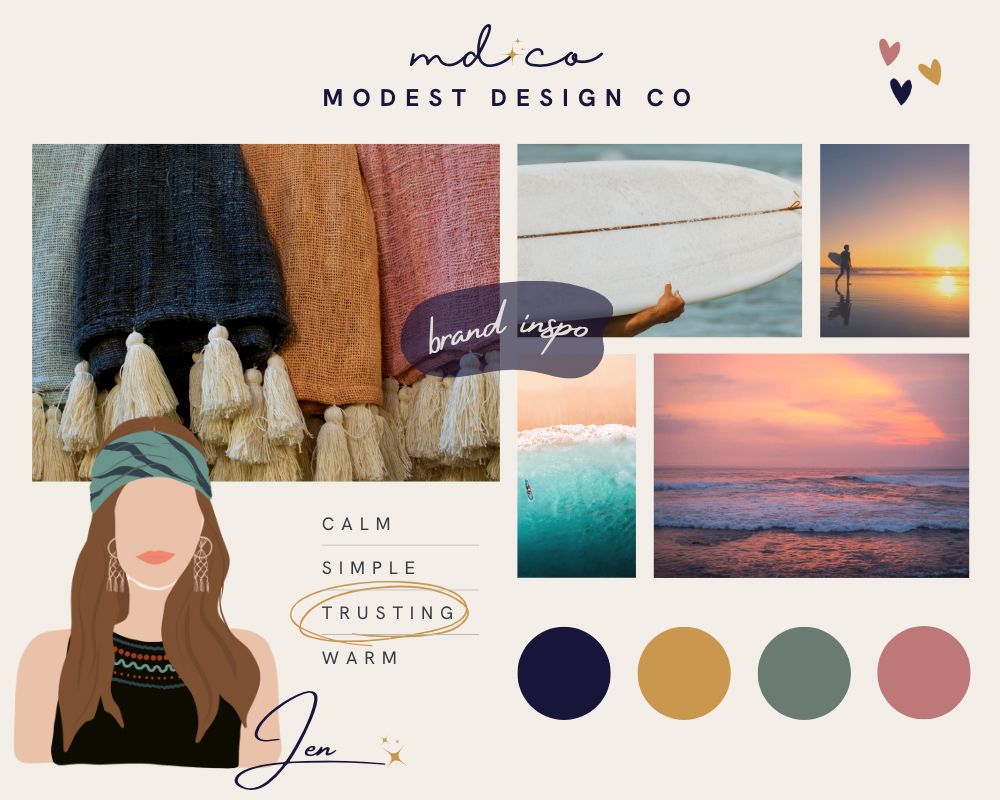 md co
MODEST DESIGN CO
brand inspo
CALM
SIMPLE
TRUSTING
WARM
Jen